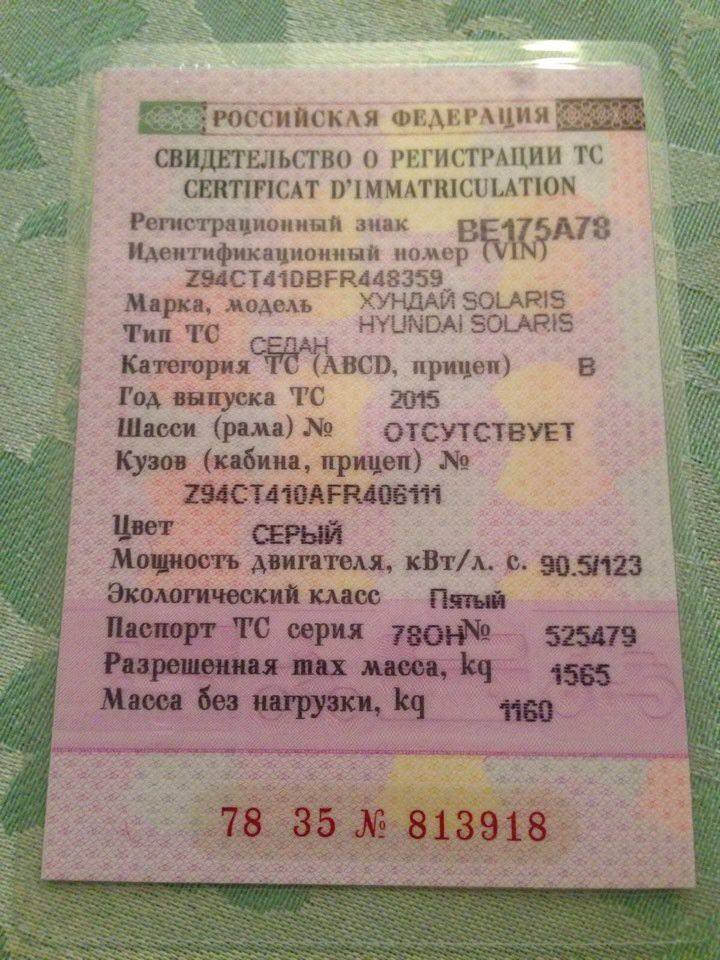 РОССИЙСКАЯ ФЕДЕРАЦИЯ
СВИДЕТЕЛЬСТВО О РЕГИСТРАЦИИ ТС
CERTIFICAT D'IMMATRICULATION
Регистрационный знак ВЕ175А78
Идентификационный номер (VIN)
Z94CT41DBFR448359
Марка, модель ХУНДАЙ SOLARIS
HYUNDAI SOLARIS
Тип ТС СЕДАН
Категория ТС (ABCD, прицеп) B
Год выпуска ТС 2015
Шасси (рама) № ОТСУТСТВУЕТ
Кузов (кабина, прицеп) №
Z94CT410AFR406111
Цвет СЕРЫЙ
Мощность двигателя, кВт/л. с. 90.5/123
Экологический класс Пятый
Паспорт ТС серия 78ОН № 525479
Разрешенная max масса, kg 1565
Масса без нагрузки, kg 1160
78 35 № 813918